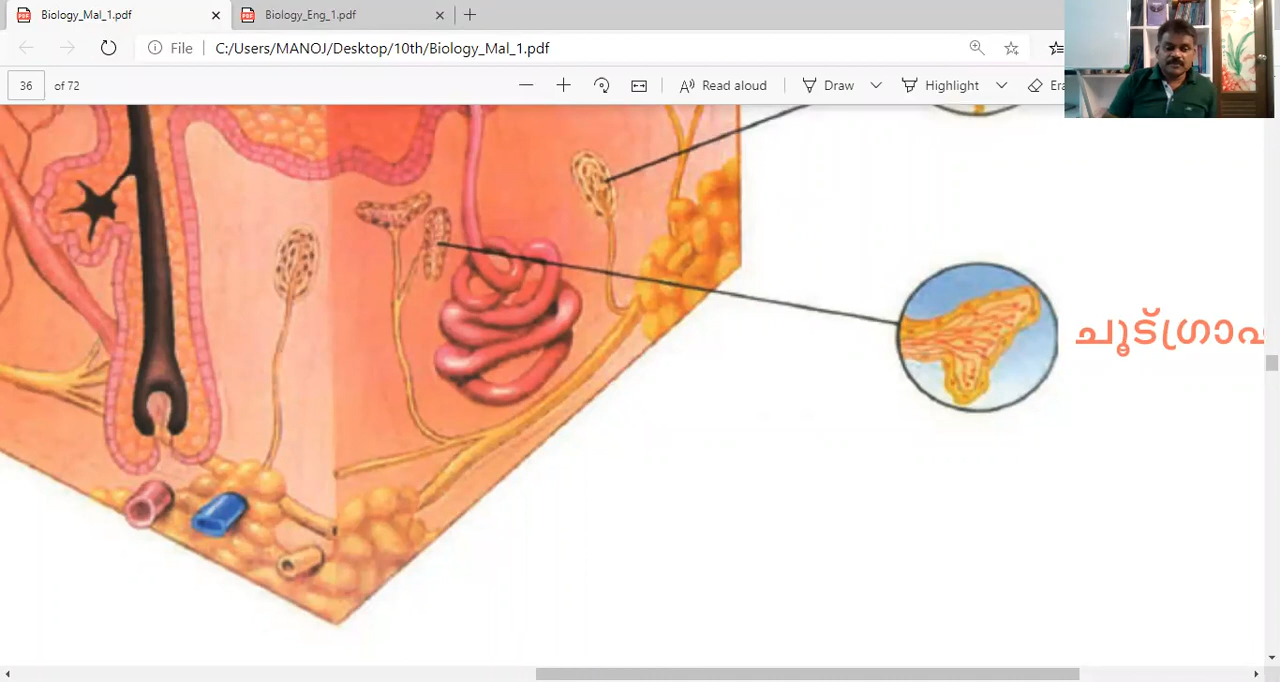 Biology_Mal_1.pdf
Biology_Eng_1.pdf
File
C:/Users/MANOJ/Desktop/10th/Biology_Mal_1.pdf
36 of 72
Read aloud
Draw
Highlight